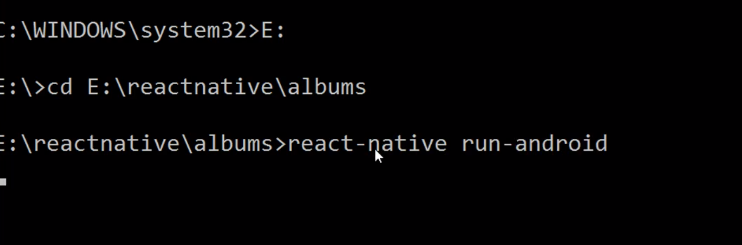 C:\WINDOWS\system32>E:
E:\>cd E:\reactnative\albums
E:\reactnative\albums>react-native run-android